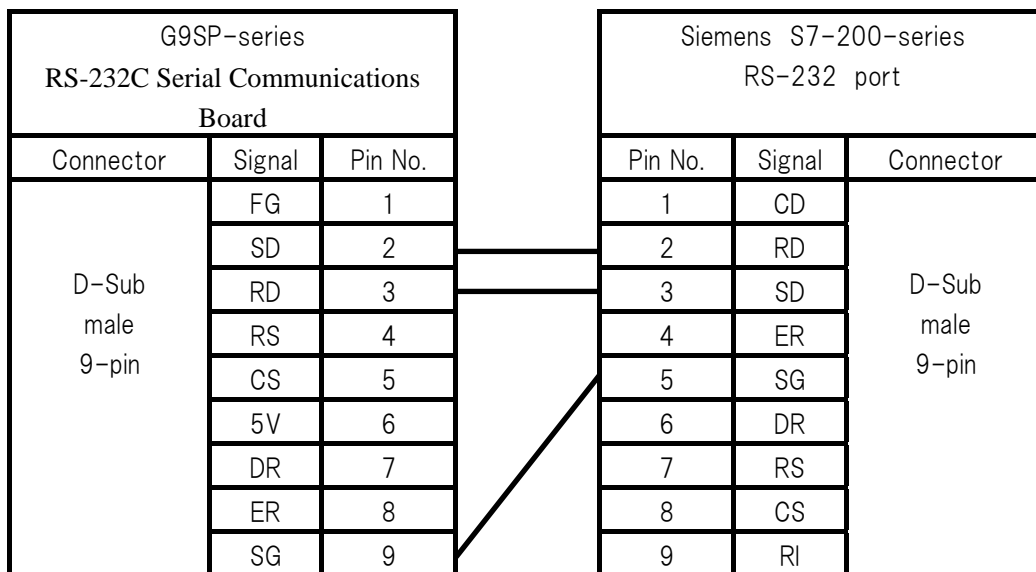 G9SP-series
RS-232C Serial Communications
Board
Siemens S7-200-series
RS-232 port
Connector Signal Pin No. Pin No. Signal Connector
FG 1 1 CD
SD 2 2 RD
D-Sub RD 3 3 SD D-Sub
male RS 4 4 ER male
9-pin CS 5 5 SG 9-pin
5V 6 6 DR
DR 7 7 RS
ER 8 8 CS
SG 9 9 RI